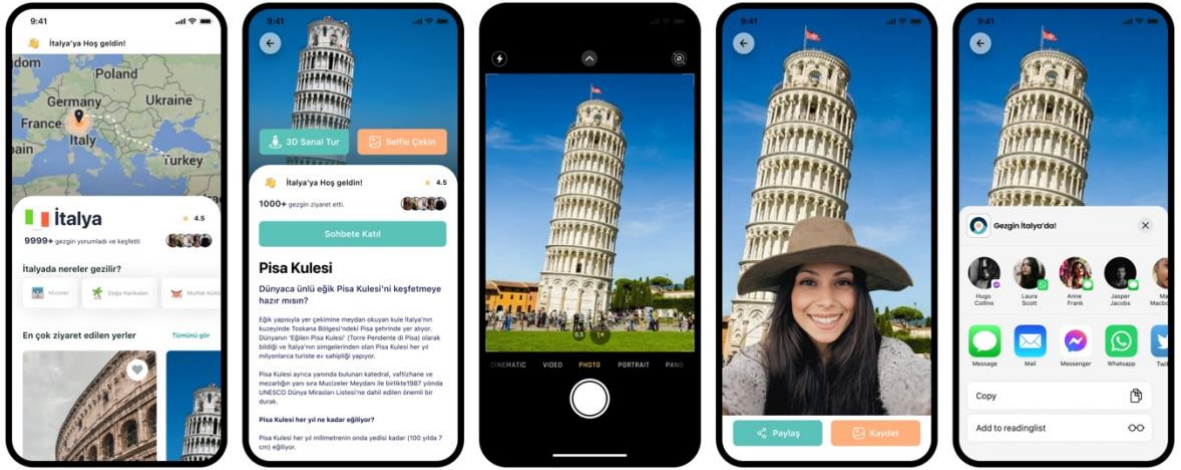 9:41
İtalya'ya Hoş geldin!
Poland
Germany
Ukraine
France
Italy
Turkey
İtalya
4.5
9999+ gezgin yorumladı ve keşfetti
İtalyada nereler gezilir?
Müzeler
Doğa Harikaları
Mutfak Kültü
En çok ziyaret edilen yerler
Tümünü gör
9:41
3D Sanal Tur
Selfie Çekin
İtalya'ya Hoş geldin!
4.5
1000+ gezgin ziyaret etti.
Sohbete Katıl
Pisa Kulesi
Dünyaca ünlü eğik Pisa Kulesi'ni keşfetmeye
hazır mısın?
Eğik yapısıyla yer çekimine meydan okuyan kule İtalya'nın
kuzeyinde Toskana Bölgesi'ndeki Pisa şehrinde yer alıyor.
Dünyanın 'Eğilen Pisa Kulesi' (Torre Pendente di Pisa) olarak
bildiği ve İtalya'nın simgelerinden olan Pisa Kulesi her yıl
milyonlarca turiste ev sahipliği yapıyor.
Pisa Kulesi ayrıca yanında bulunan katedral, vaftizhane ve
mezarlığın yanı sıra Mucizeler Meydanı ile birlikte1987 yılında
UNESCO Dünya Mirasları Listesi'ne dahil edilen önemli bir
durak.
Pisa Kulesi her yıl ne kadar eğiliyor?
Pisa Kulesi her yıl milimetrenin onda yedisi kadar (100 yılda 7
cm) eğiliyor.
CINEMATIC VIDEO PHOTO PORTRAIT PANO
9:41
Paylaş
Kaydet
9:41
Gezgin İtalya'da!
Hugo
Collins
Laura
Scott
Anne
Frank
Jasper
Jacobs
Message
Mail
Messenger
Whatsapp
Copy
Add to readinglist